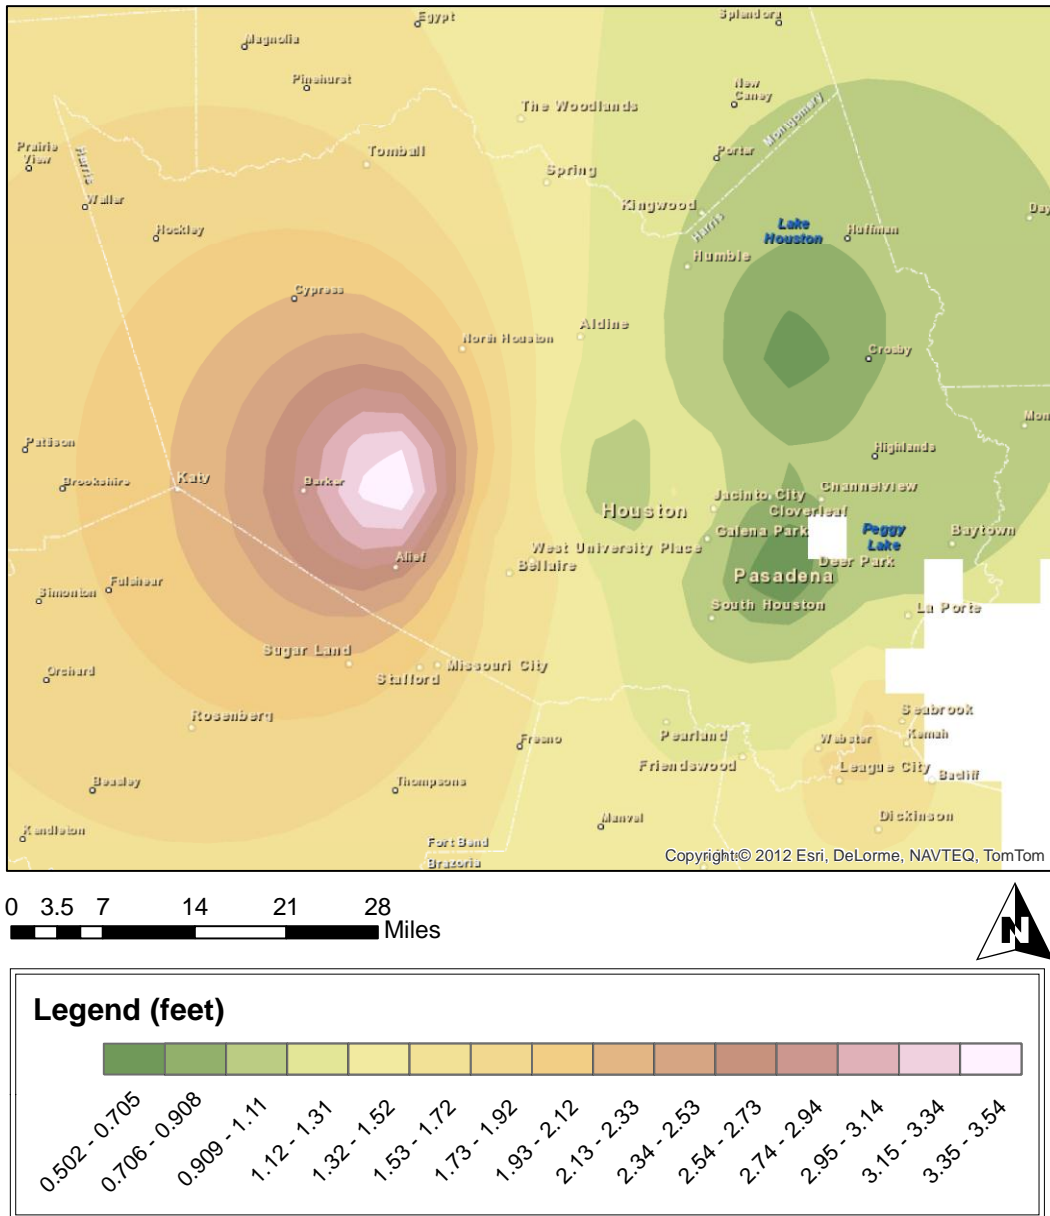 Egypt
Splendora
Magnolia
Pinehurst
New
Caney
The Woodlands
Montgomery
Prairie
View
Harris
Tomball
Porter
Spring
Waller
Kingwood
Day
Harris
Lake
Houston
Hockley
Huffman
Humble
Cypress
Aldine
North Houston
Crosby
Mon
Pattison
Highlands
Brookshire
Katy
Barker
Channelview
Jacinto City
Houston
Cloverleaf
Galena Park
Peggy
Lake
Baytown
West University Place
Alief
Bellaire
Deer Park
Pasadena
Fulshear
Simonton
South Houston
La Porte
Sugar Land
Missouri City
Orchard
Stafford
Rosenberg
Seabrook
Pearland
Webster
Kemah
Fresno
Friendswood
League City
Bacliff
Beasley
Thompsons
Manvel
Dickinson
Kendleton
Fort Bend
Brazoria
Copyright:© 2012 Esri, DeLorme, NAVTEQ, TomTom
0 3.5 7 14 21 28
Miles
N
Legend (feet)
0.502 - 0.705
0.706 - 0.908
0.909 - 1.11
1.12 - 1.31
1.32 - 1.52
1.53 - 1.72
1.73 - 1.92
1.93 - 2.12
2.13 - 2.33
2.34 - 2.53
2.54 - 2.73
2.74 - 2.94
2.95 - 3.14
3.15 - 3.34
3.35 - 3.54